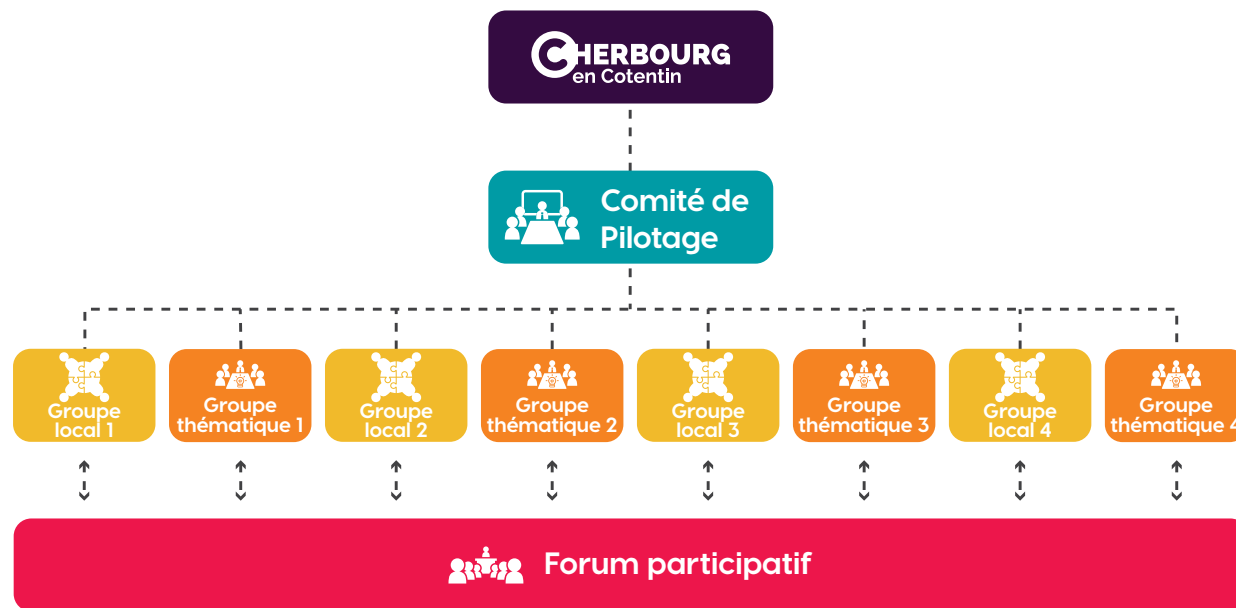 CHERBOURG
en Cotentin
Comité de
Pilotage
Groupe
local 1
Groupe
thématique 1
Groupe
local 2
Groupe
thématique 2
Groupe
local 3
Groupe
thématique 3
Groupe
local 4
Groupe
thématique 4
Forum participatif